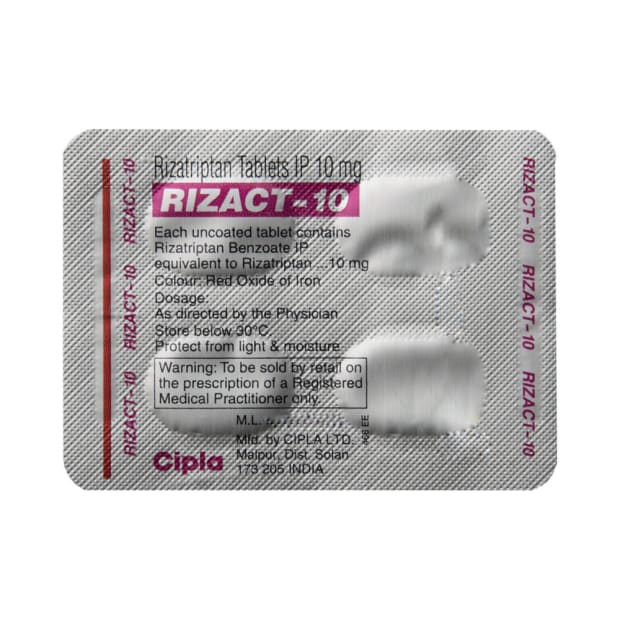 Rizatriptan Tablets IP 10 mg
RIZACT-10
Each uncoated tablet contains
Rizatriptan Benzoate IP
equivalent to Rizatriptan ...10 mg
Colour: Red Oxide of Iron
Dosage:
As directed by the Physician
Store below 30°C.
Protect from light & moisture
Warning: To be sold by retail on
the prescription of a Registered
Medical Practitioner only.
M.L.
Mfd. by CIPLA LTD.
Malpur, Dist. Solan
173 205 INDIA
Cipla
RIZACT-10
RIZACT-10
RIZACT-10
RIZACT-10
RIZACT-10
RIZACT-10